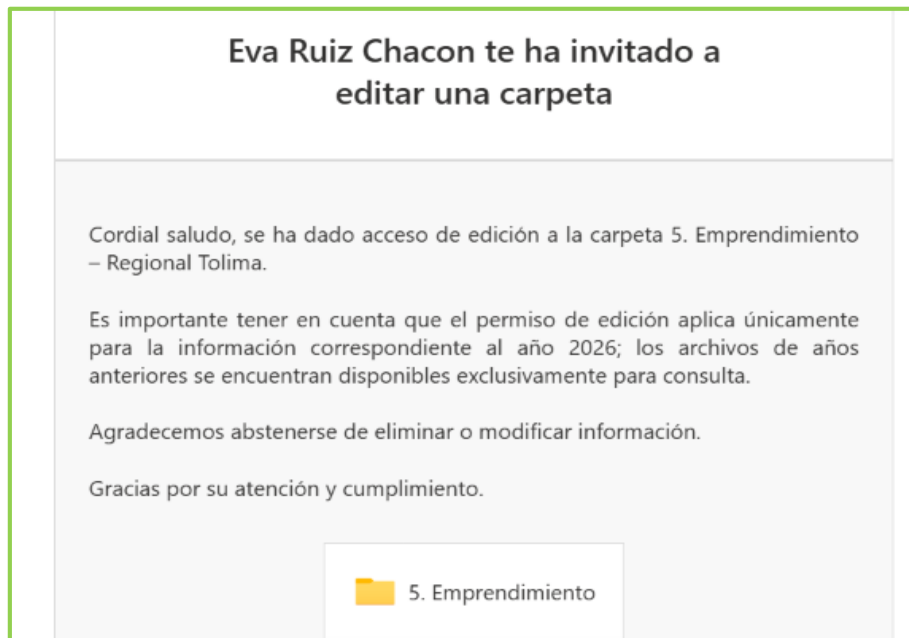 Eva Ruiz Chacon te ha invitado a
editar una carpeta
Cordial saludo, se ha dado acceso de edición a la carpeta 5. Emprendimiento
– Regional Tolima.
Es importante tener en cuenta que el permiso de edición aplica únicamente
para la información correspondiente al año 2026; los archivos de años
anteriores se encuentran disponibles exclusivamente para consulta.
Agradecemos abstenerse de eliminar o modificar información.
Gracias por su atención y cumplimiento.
5. Emprendimiento